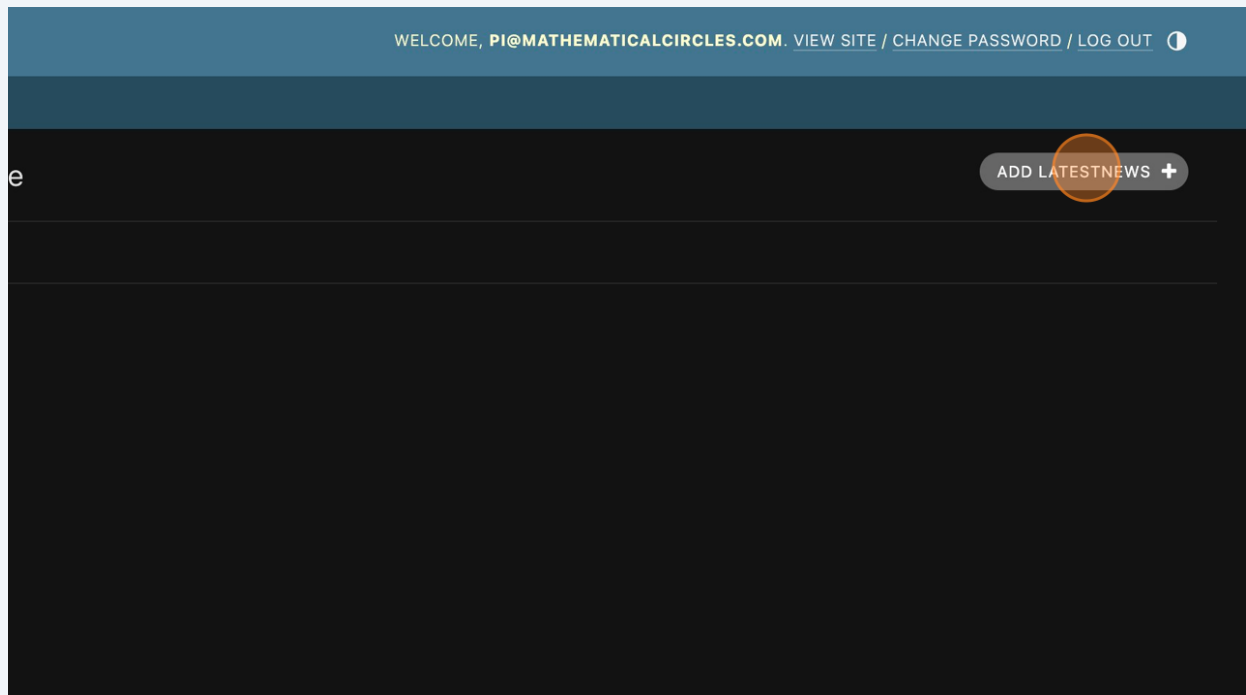 WELCOME, PI@MATHEMATICALCIRCLES.COM. VIEW SITE / CHANGE PASSWORD / LOG OUT
e
ADD LATESTNEWS +